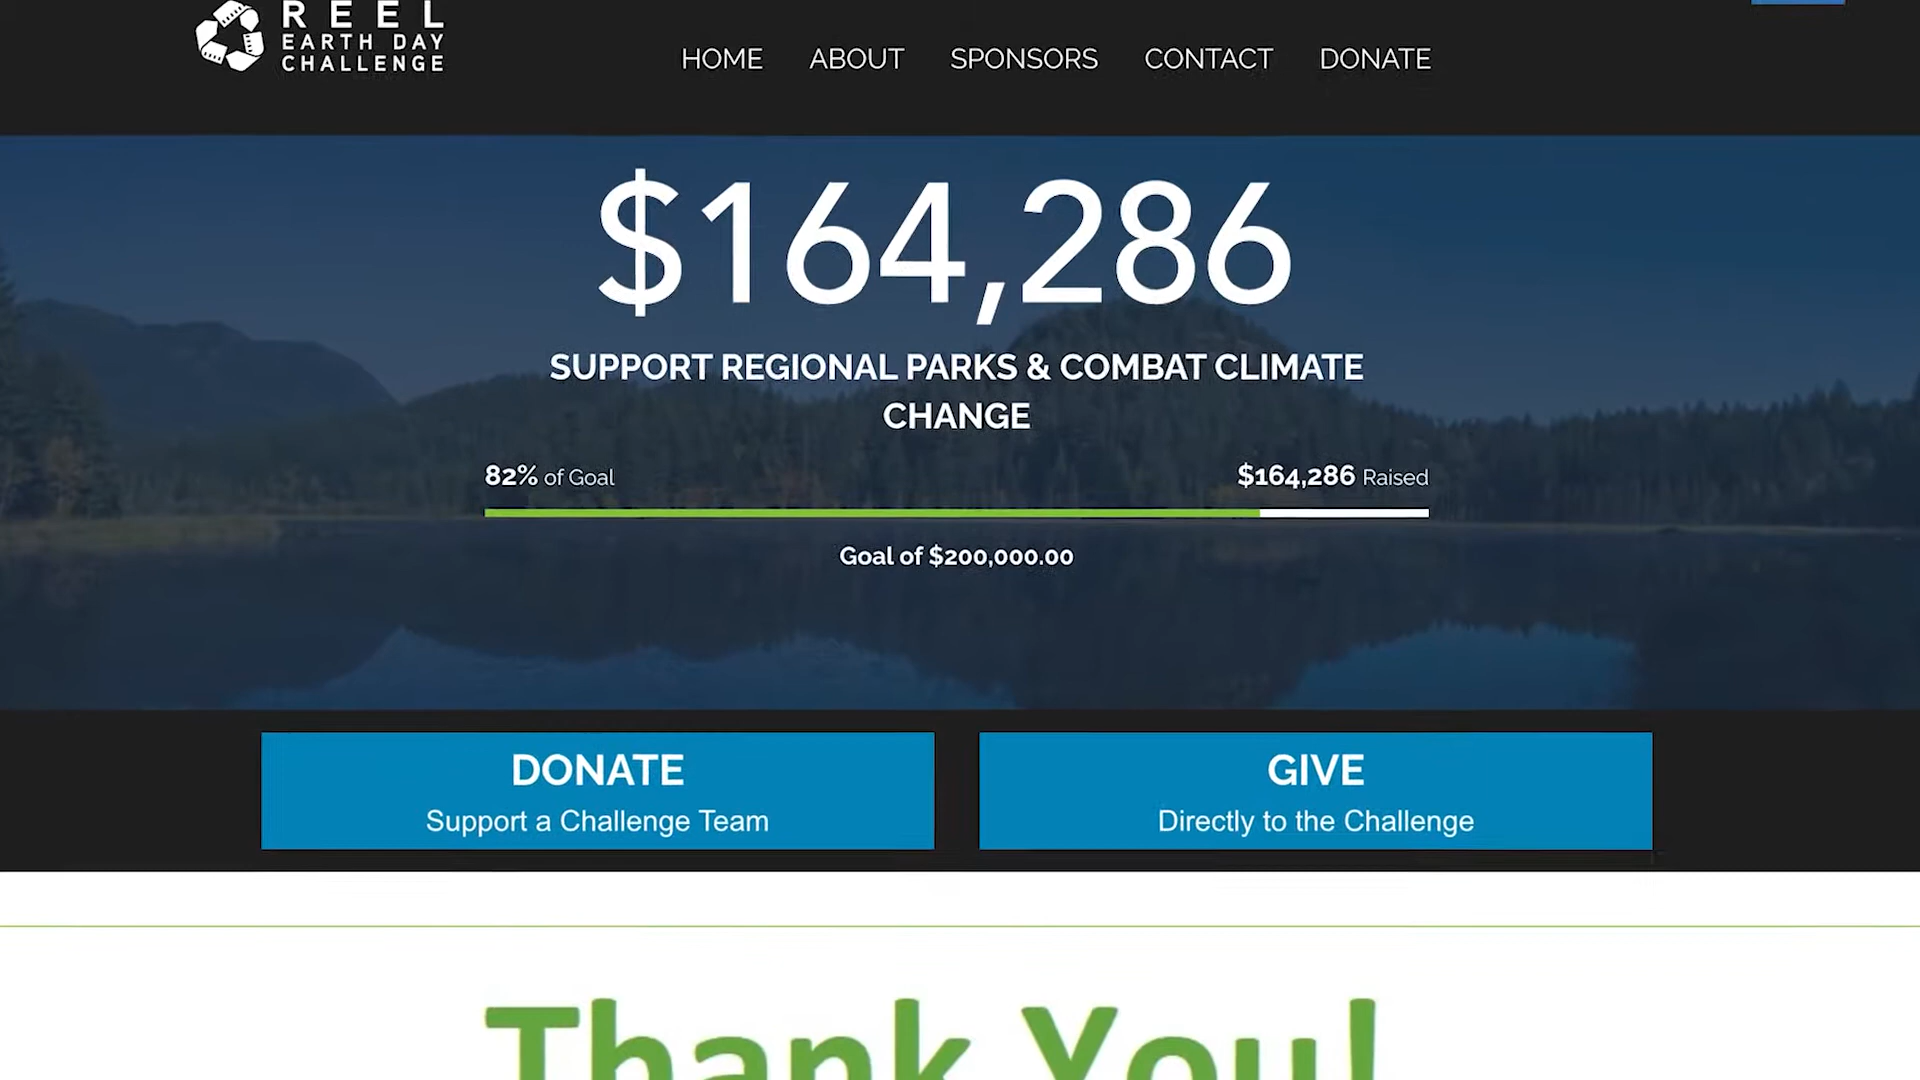 REEL
EARTH DAY
CHALLENGE
HOME ABOUT SPONSORS CONTACT DONATE
$164,286
SUPPORT REGIONAL PARKS & COMBAT CLIMATE
CHANGE
82% of Goal $164,286 Raised
Goal of $200,000.00
DONATE
Support a Challenge Team
GIVE
Directly to the Challenge
Thank You!